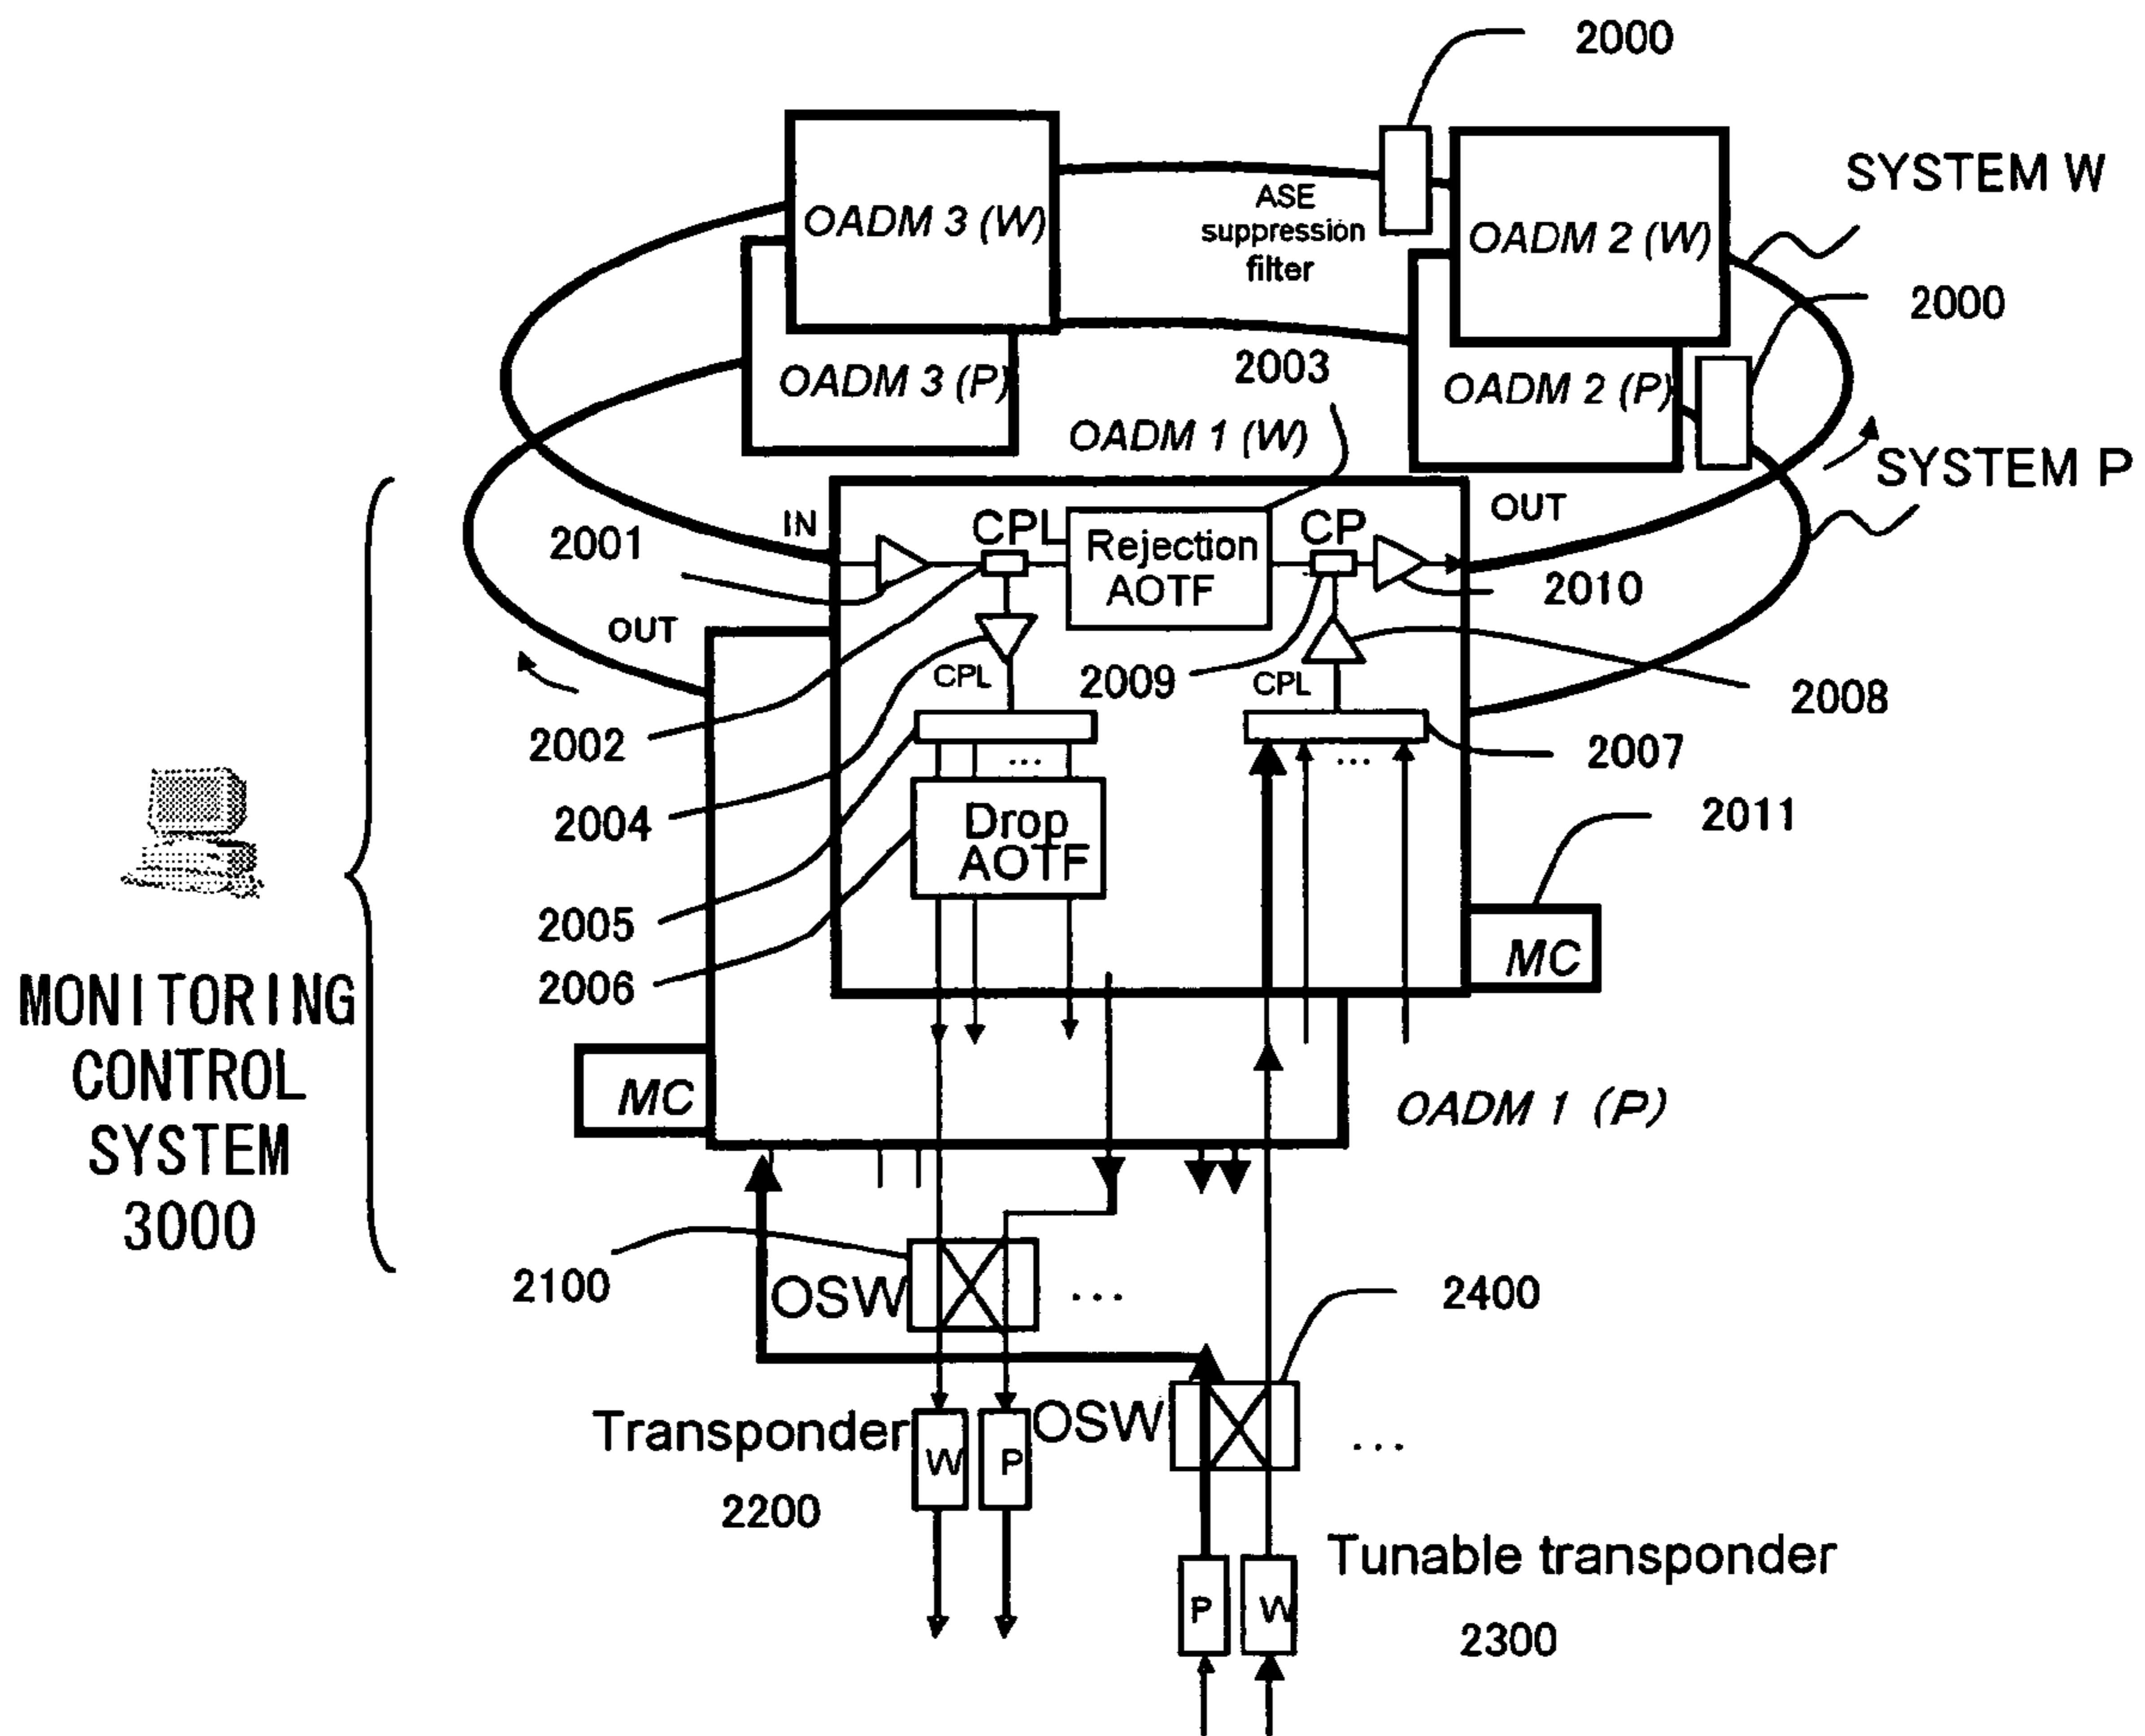 2000
SYSTEM W
ASE
suppression
filter
OADM 3 (W)
OADM 2 (W)
2000
2003
OADM 3 (P)
OADM 2 (P)
OADM 1 (W)
SYSTEM P
IN
CPL
Rejection
AOTF
CP
OUT
2001
2010
OUT
CPL
2009
CPL
2008
2002
2007
...
...
2004
Drop
AOTF
2011
2005
MC
2006
MONITORING
CONTROL
SYSTEM
3000
MC
OADM 1 (P)
2100
OSW
...
2400
Transponder
2200
W
P
OSW
...
Tunable transponder
2300
P
W